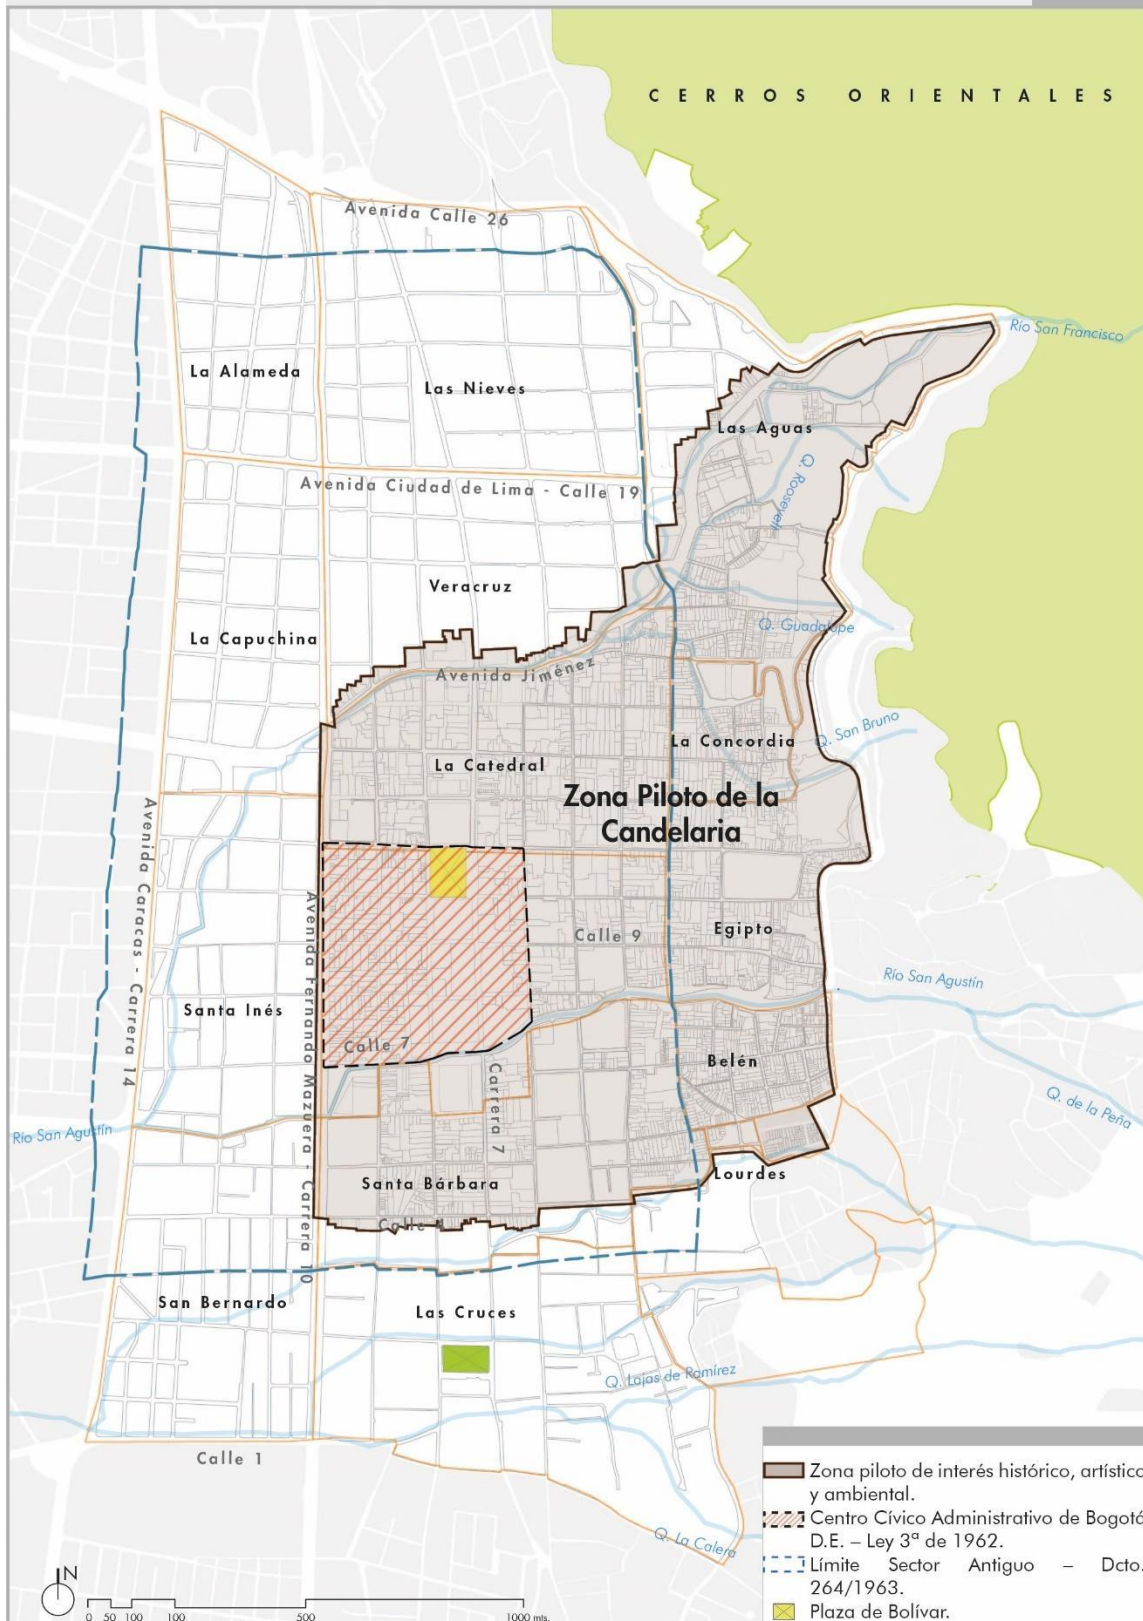 CERROS ORIENTALES
Avenida Calle 26
Río San Francisco
La Alameda
Las Nieves
Las Aguas
Q. Roosevelt
Avenida Ciudad de Lima - Calle 19
Veracruz
La Capuchina
Q. Guadalupe
Avenida Jiménez
Q. San Bruno
La Concordia
La Catedral
Zona Piloto de la
Candelaria
Avenida Caracas - Carrera 14
Avenida Fernando Mazuera - Carrera 10
Egipto
Calle 9
Río San Agustín
Santa Inés
Calle 7
Belén
Carrera 7
Q. de la Peña
Río San Agustín
Lourdes
Santa Bárbara
Calle 4
San Bernardo
Las Cruces
Q. Lajas de Ramírez
Calle 1
Q. La Calera
Zona piloto de interés histórico, artístico
y ambiental.
Centro Cívico Administrativo de Bogotá
D.E. – Ley 3ª de 1962.
Límite Sector Antiguo – Dcto.
264/1963.
Plaza de Bolívar.
N
0 50 100 100 500 1000 mts.